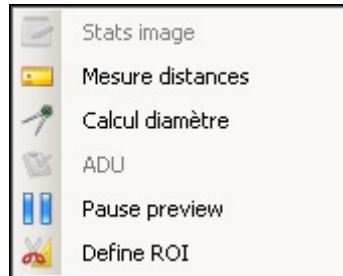 Stats image
Mesure distances
Calcul diamètre
ADU
Pause preview
Define ROI